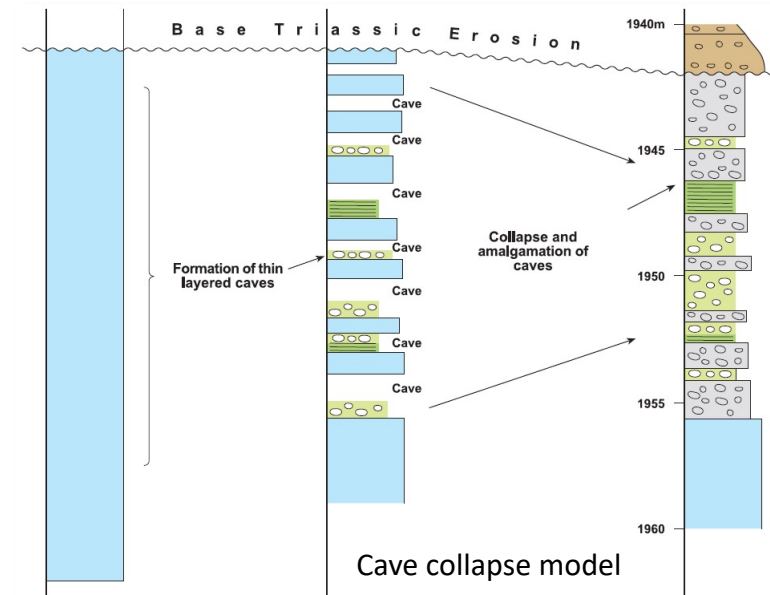 Base Triassic Erosion
1940m
Cave
Cave
1945
Cave
Formation of thin
layered caves
Cave
Collapse and
amalgamation of
caves
Cave
1950
Cave
Cave
1955
1960
Cave collapse model